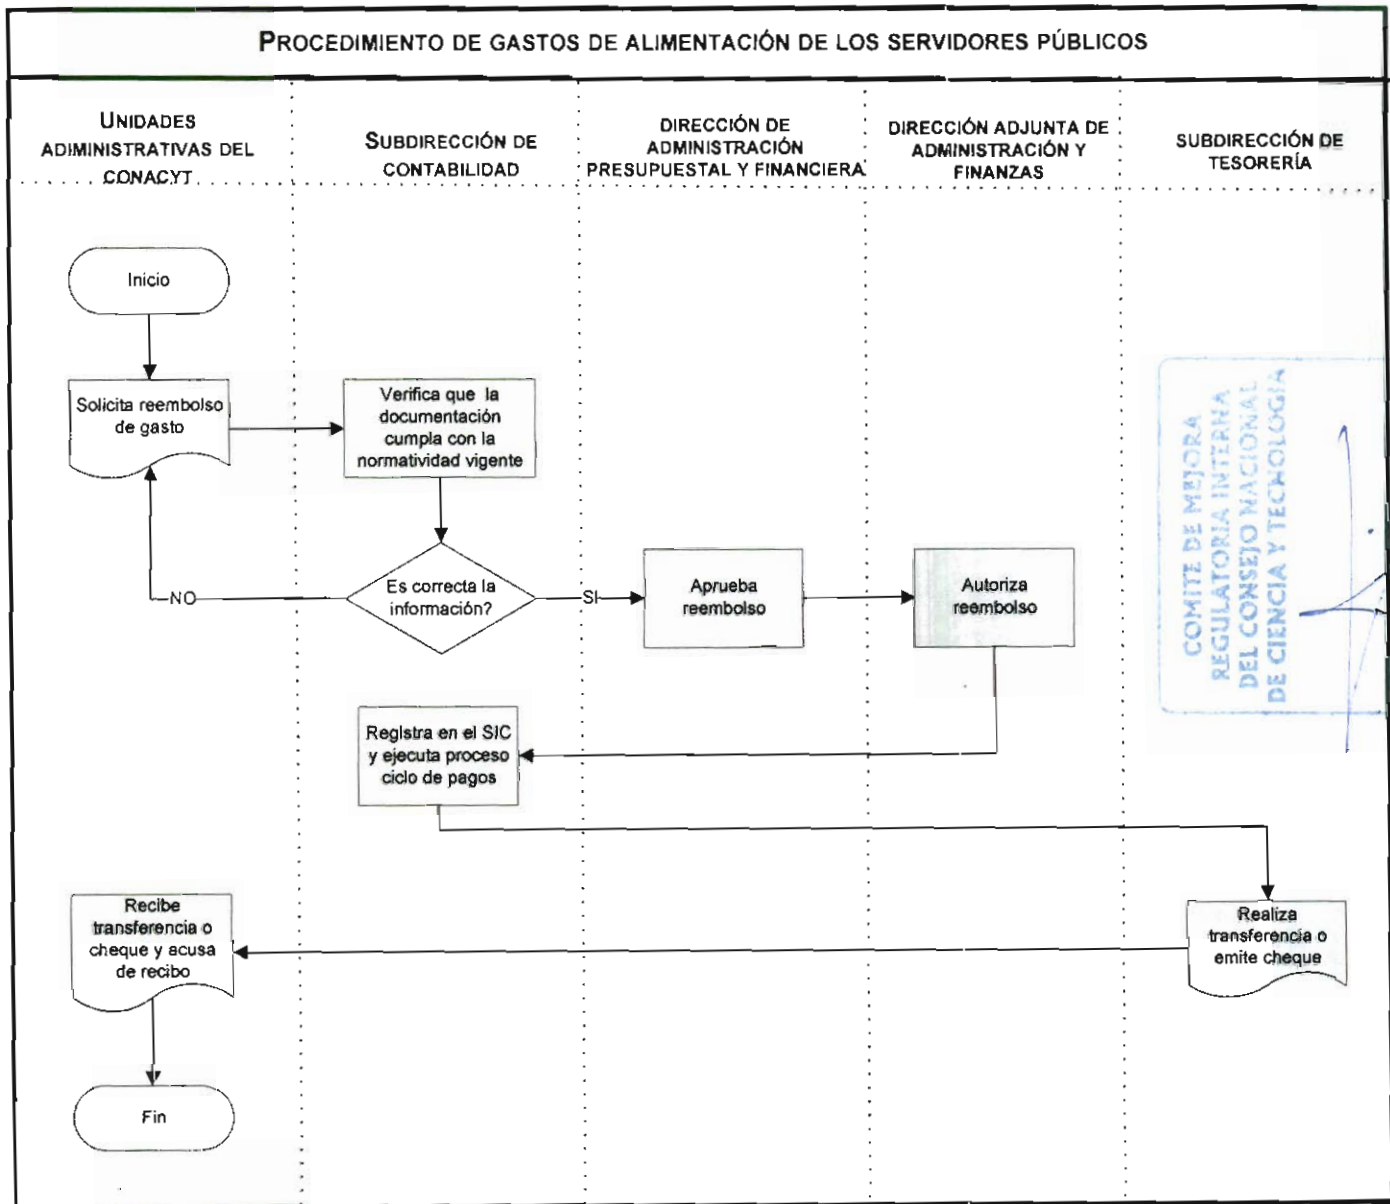 PROCEDIMIENTO DE GASTOS DE ALIMENTACIÓN DE LOS SERVIDORES PÚBLICOS
UNIDADES
ADIMINISTRATIVAS DEL
CONACYT
SUBDIRECCIÓN DE
CONTABILIDAD
DIRECCIÓN DE
ADMINISTRACIÓN
PRESUPUESTAL Y FINANCIERA
DIRECCIÓN ADJUNTA DE
ADMINISTRACIÓN Y
FINANZAS
SUBDIRECCIÓN DE
TESORERÍA
Inicio
Solicita reembolso
de gasto
Verifica que la
documentación
cumpla con la
normatividad vigente
Es correcta la
información?
NO
SI
Aprueba
reembolso
Autoriza
reembolso
COMITE DE MEJORA
REGULATORIA INTERNA
DEL CONSEJO NACIONAL
DE CIENCIA Y TECNOLOGIA
Registra en el SIC
y ejecuta proceso
ciclo de pagos
Realiza
transferencia o
emite cheque
Recibe
transferencia o
cheque y acusa
de recibo
Fin